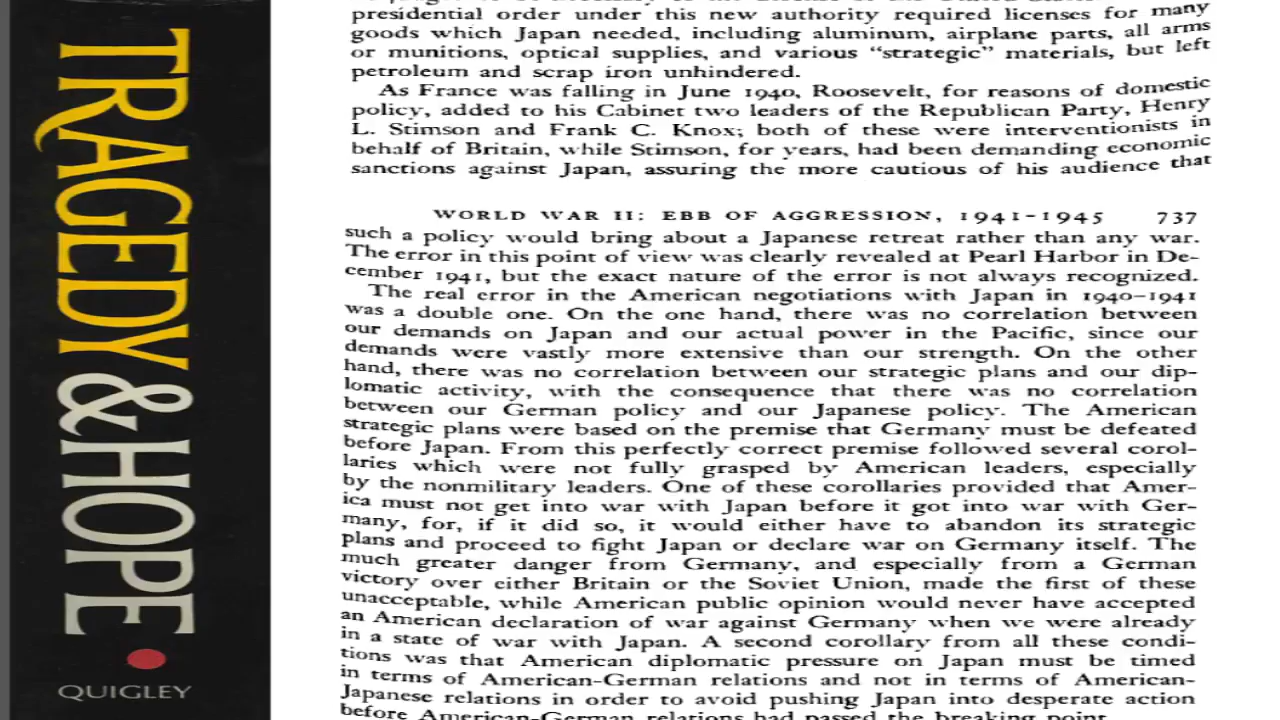 TRAGEDY & HOPE
QUIGLEY
presidential order under this new authority required licenses for many
goods which Japan needed, including aluminum, airplane parts, all arms
or munitions, optical supplies, and various “strategic” materials, but left
petroleum and scrap iron unhindered.
As France was falling in June 1940, Roosevelt, for reasons of domestic
policy, added to his Cabinet two leaders of the Republican Party, Henry
L. Stimson and Frank C. Knox; both of these were interventionists in
behalf of Britain, while Stimson, for years, had been demanding economic
sanctions against Japan, assuring the more cautious of his audience that
WORLD WAR II: EBB OF AGGRESSION, 1941-1945 737
such a policy would bring about a Japanese retreat rather than any war.
The error in this point of view was clearly revealed at Pearl Harbor in De-
cember 1941, but the exact nature of the error is not always recognized.
The real error in the American negotiations with Japan in 1940–1941
was a double one. On the one hand, there was no correlation between
our demands on Japan and our actual power in the Pacific, since our
demands were vastly more extensive than our strength. On the other
hand, there was no correlation between our strategic plans and our dip-
lomatic activity, with the consequence that there was no correlation
between our German policy and our Japanese policy. The American
strategic plans were based on the premise that Germany must be defeated
before Japan. From this perfectly correct premise followed several corol-
laries which were not fully grasped by American leaders, especially
by the nonmilitary leaders. One of these corollaries provided that Amer-
ica must not get into war with Japan before it got into war with Ger-
many, for, if it did so, it would either have to abandon its strategic
plans and proceed to fight Japan or declare war on Germany itself. The
much greater danger from Germany, and especially from a German
victory over either Britain or the Soviet Union, made the first of these
unacceptable, while American public opinion would never have accepted
an American declaration of war against Germany when we were already
in a state of war with Japan. A second corollary from all these condi-
tions was that American diplomatic pressure on Japan must be timed
in terms of American-German relations and not in terms of American-
Japanese relations in order to avoid pushing Japan into desperate action
before American-German relations had passed the breaking point.